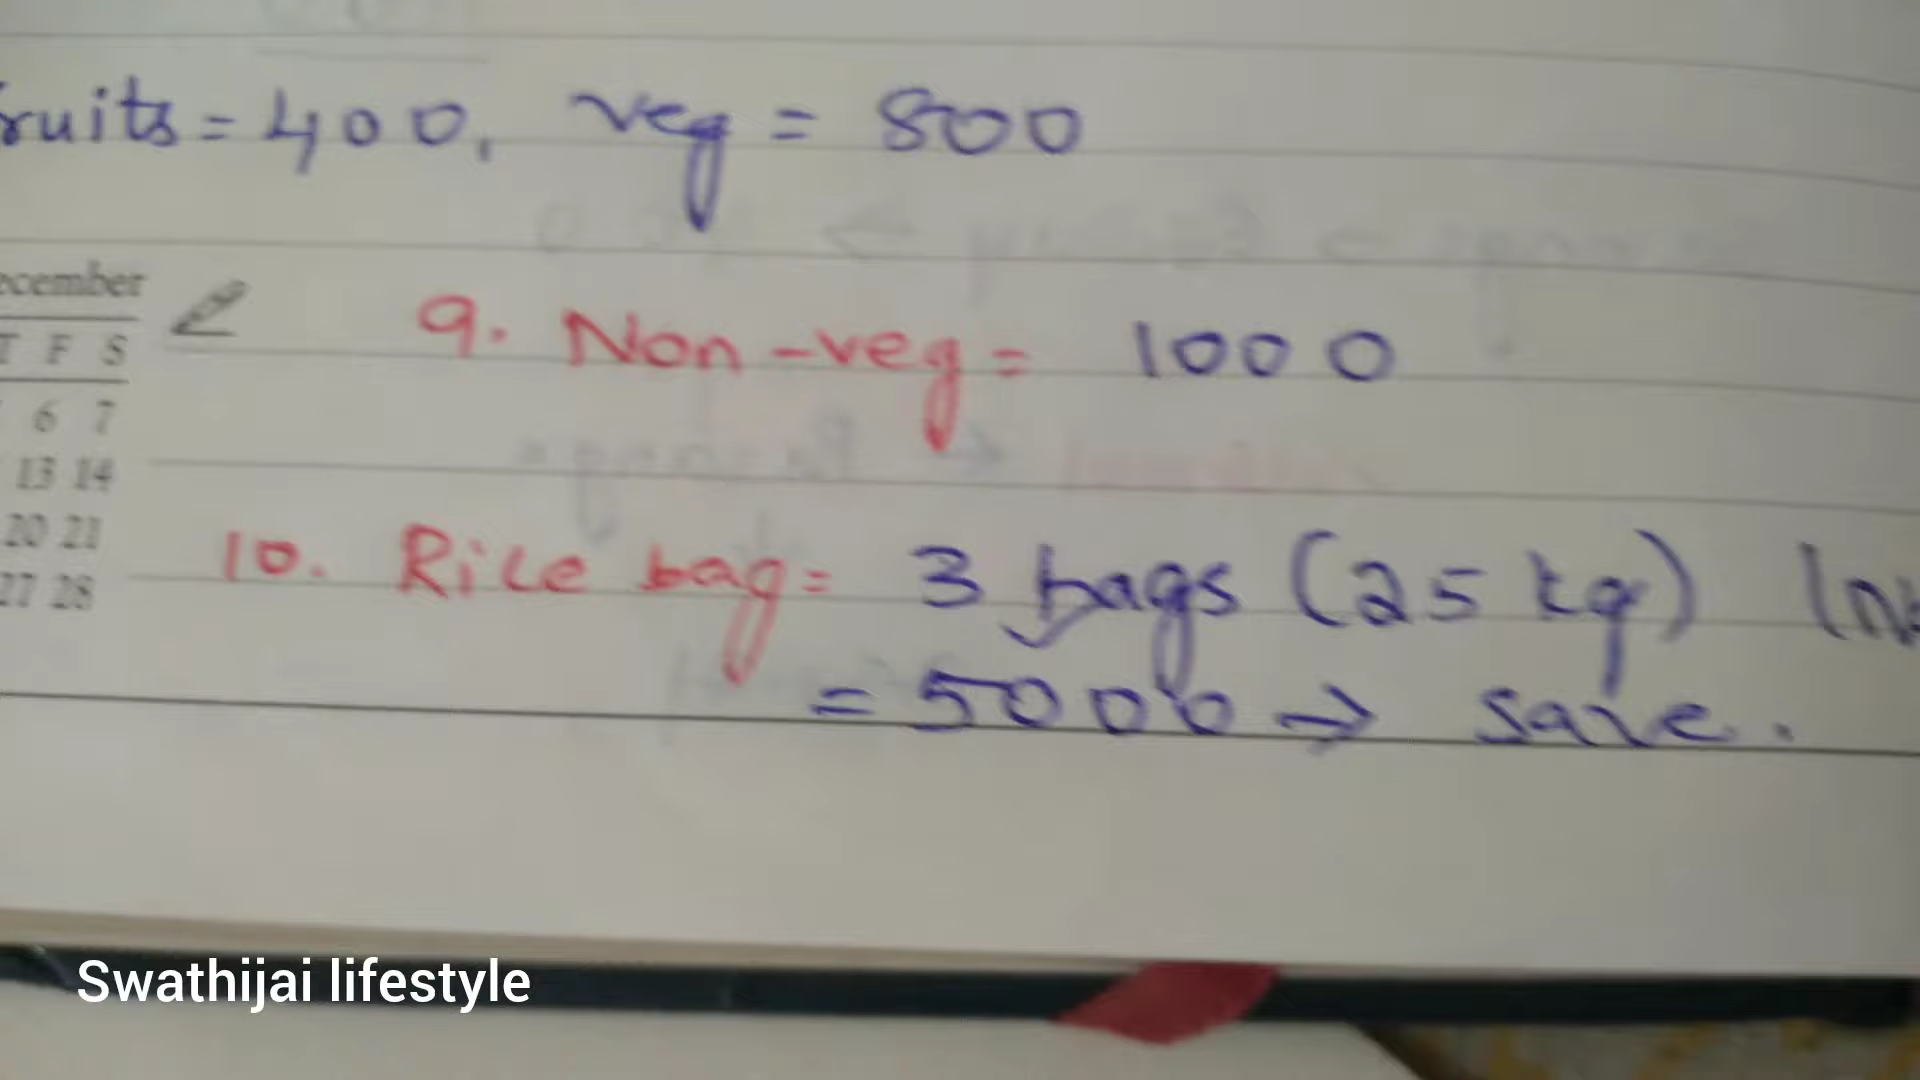 fruits = 400, veg = 800
9. Non-veg = 1000
10. Rice bag = 3 bags (25 kg)
= 5000 → save.
ecember
T F S
6 7
13 14
20 21
27 28
Swathijai lifestyle